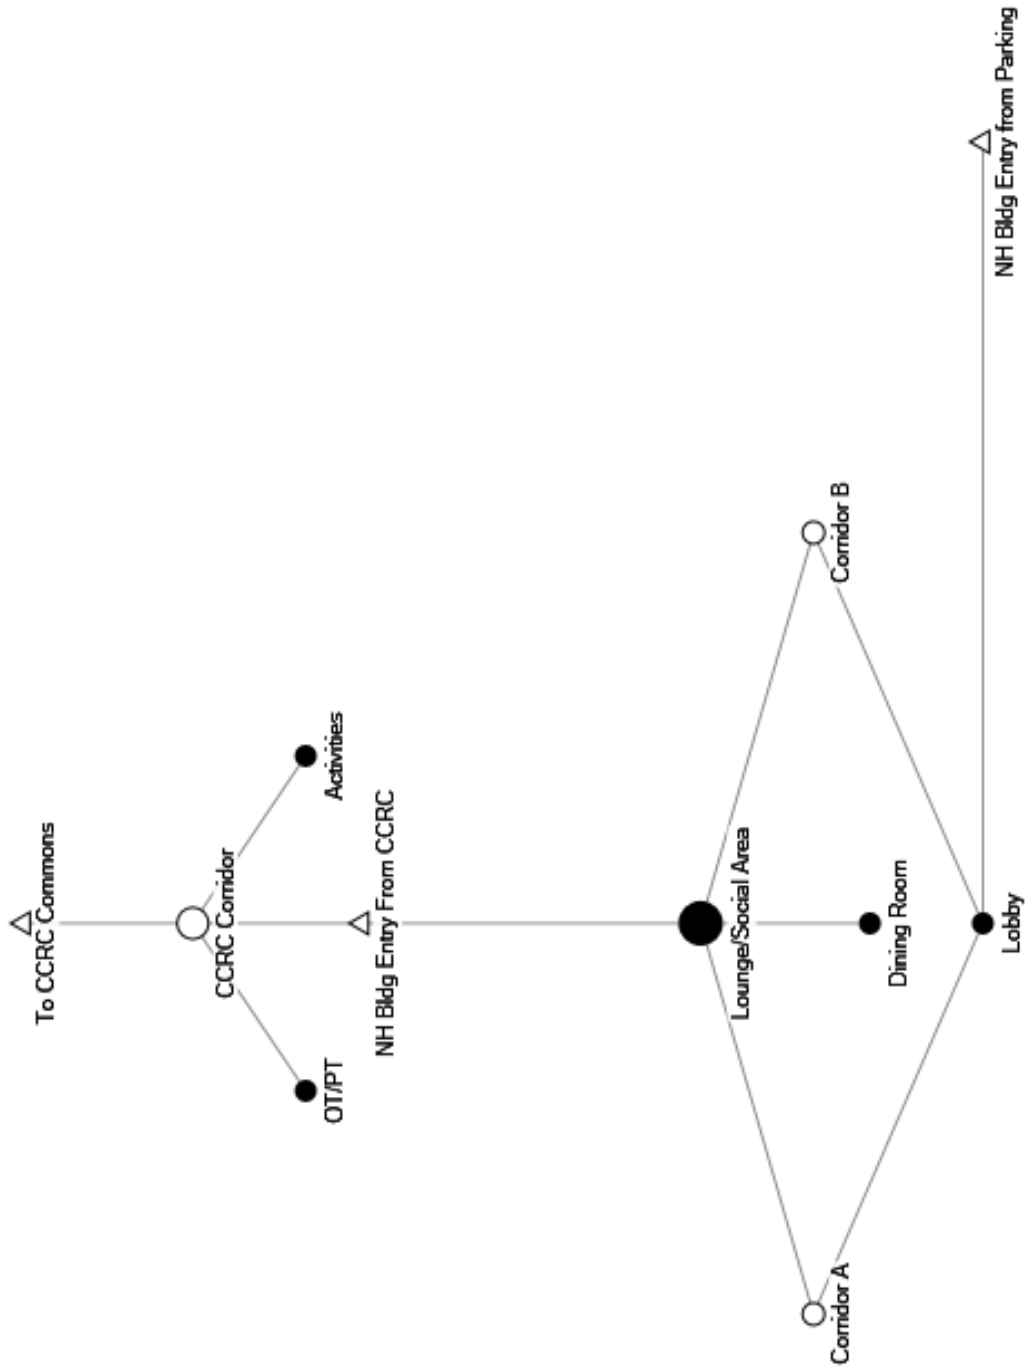 To CCRC Commons
CCRC Corridor
OT/PT
Activities
NH Bldg Entry From CCRC
Lounge/Social Area
Corridor A
Corridor B
Dining Room
Lobby
NH Bldg Entry from Parking